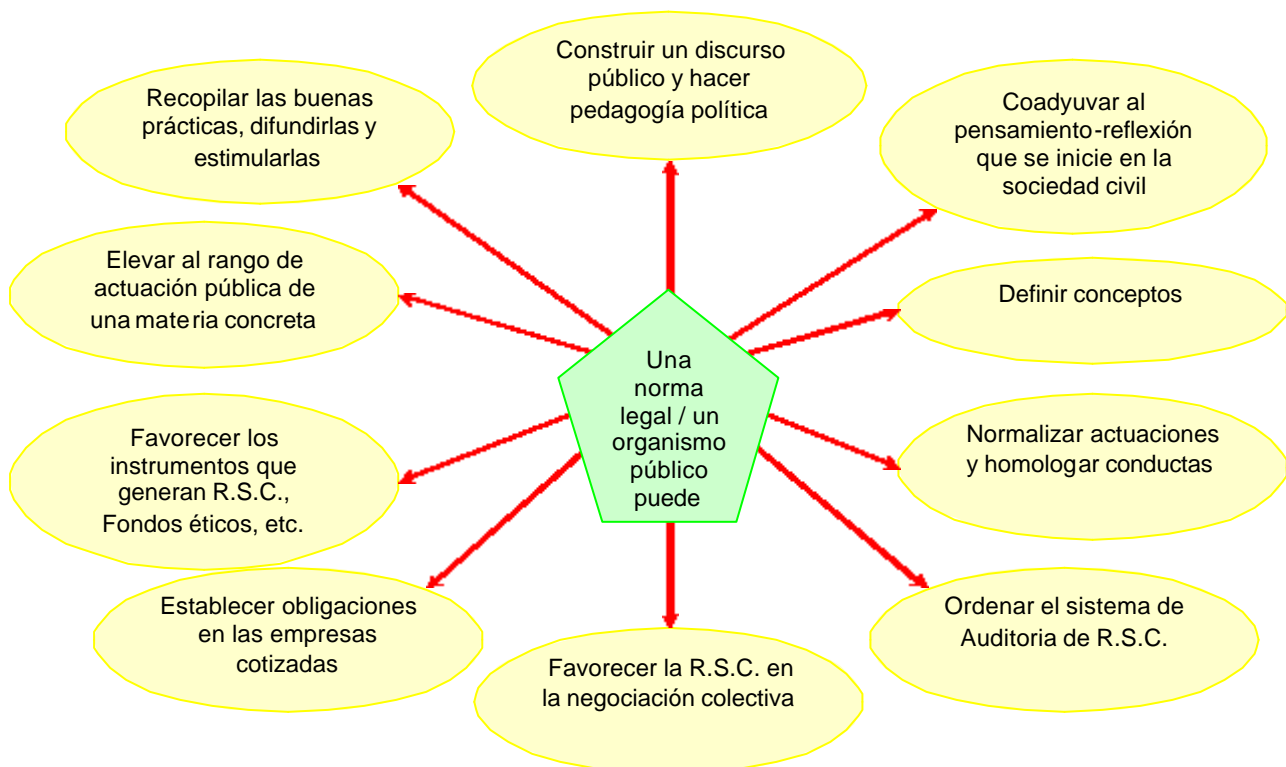 Construir un discurso
público y hacer
pedagogía política
Recopilar las buenas
prácticas, difundirlas y
estimularlas
Coadyuvar al
pensamiento-reflexión
que se inicie en la
sociedad civil
Elevar al rango de
actuación pública de
una materia concreta
Definir conceptos
Una
norma
legal / un
organismo
público
puede
Favorecer los
instrumentos que
generan R.S.C.,
Fondos éticos, etc.
Normalizar actuaciones
y homologar conductas
Establecer obligaciones
en las empresas
cotizadas
Ordenar el sistema de
Auditoria de R.S.C.
Favorecer la R.S.C. en
la negociación colectiva